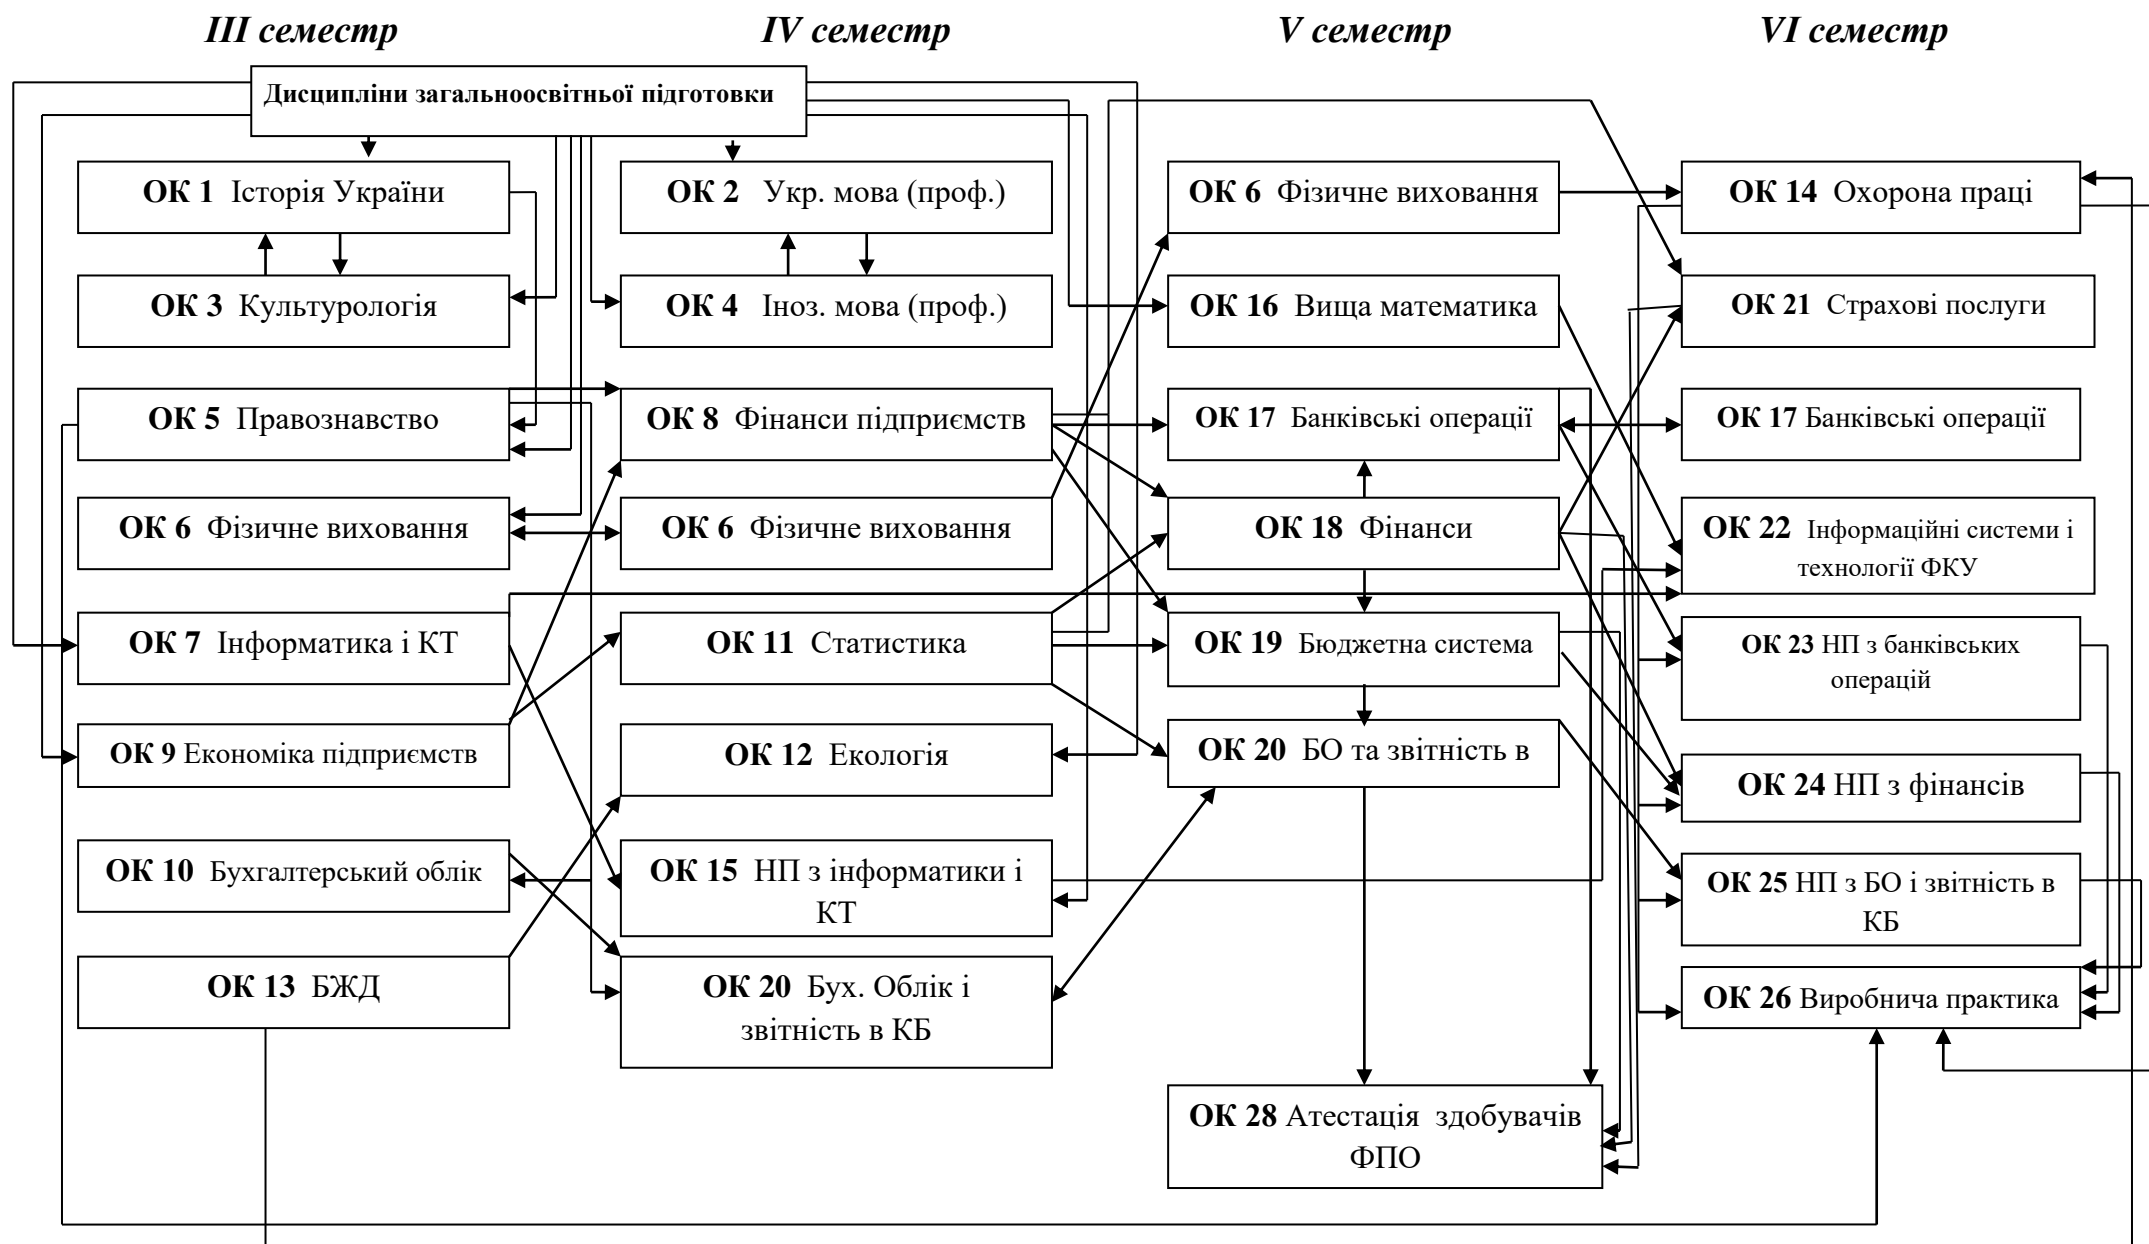 III семестр
IV семестр
V семестр
VI семестр
Дисципліни загальноосвітньої підготовки
ОК 1 Історія України
ОК 2 Укр. мова (проф.)
ОК 6 Фізичне виховання
ОК 14 Охорона праці
ОК 3 Культурологія
ОК 4 Іноз. мова (проф.)
ОК 16 Вища математика
ОК 21 Страхові послуги
ОК 5 Правознавство
ОК 8 Фінанси підприємств
ОК 17 Банківські операції
ОК 17 Банківські операції
ОК 6 Фізичне виховання
ОК 6 Фізичне виховання
ОК 18 Фінанси
ОК 22 Інформаційні системи і
технології ФКУ
ОК 7 Інформатика і КТ
ОК 11 Статистика
ОК 19 Бюджетна система
ОК 23 НП з банківських
операцій
ОК 9 Економіка підприємств
ОК 12 Екологія
ОК 20 БО та звітність в
ОК 24 НП з фінансів
ОК 10 Бухгалтерський облік
ОК 15 НП з інформатики і
КТ
ОК 25 НП з БО і звітність в
КБ
ОК 13 БЖД
ОК 20 Бух. Облік і
звітність в КБ
ОК 26 Виробнича практика
ОК 28 Атестація здобувачів
ФПО